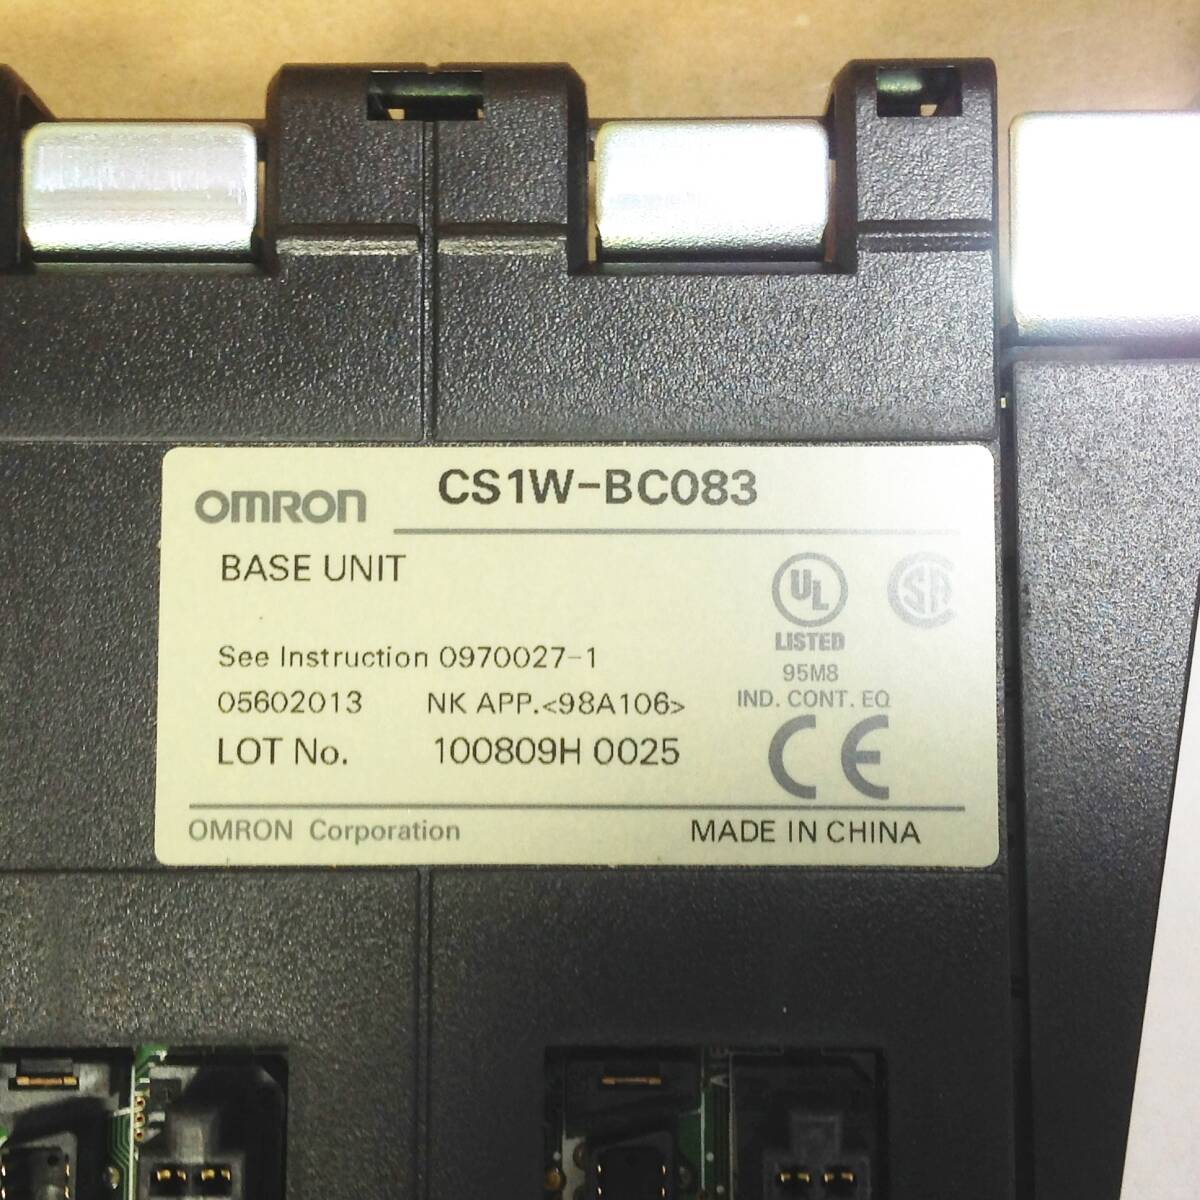 OMRON
CS1W-BC083
BASE UNIT
UL
LISTED
95M8
IND. CONT. EQ
See Instruction 0970027-1
05602013 NK APP.<98A106>
LOT No. 100809H 0025
CE
OMRON Corporation MADE IN CHINA